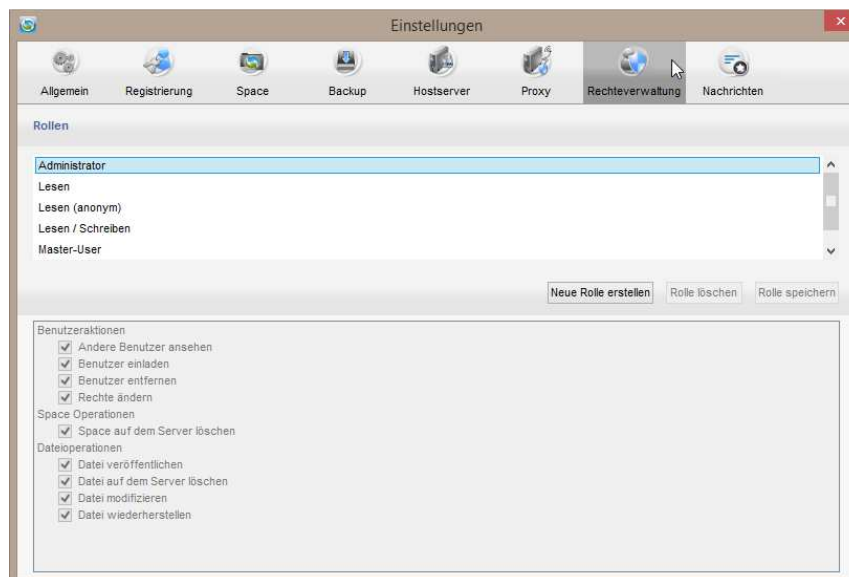 Einstellungen
Allgemein Registrierung Space Backup Hostserver Proxy Rechteverwaltung Nachrichten
Rollen
Administrator
Lesen
Lesen (anonym)
Lesen / Schreiben
Master-User
Neue Rolle erstellen Rolle löschen Rolle speichern
Benutzeraktionen
Andere Benutzer ansehen
Benutzer einladen
Benutzer entfernen
Rechte ändern
Space Operationen
Space auf dem Server löschen
Dateioperationen
Datei veröffentlichen
Datei auf dem Server löschen
Datei modifizieren
Datei wiederherstellen